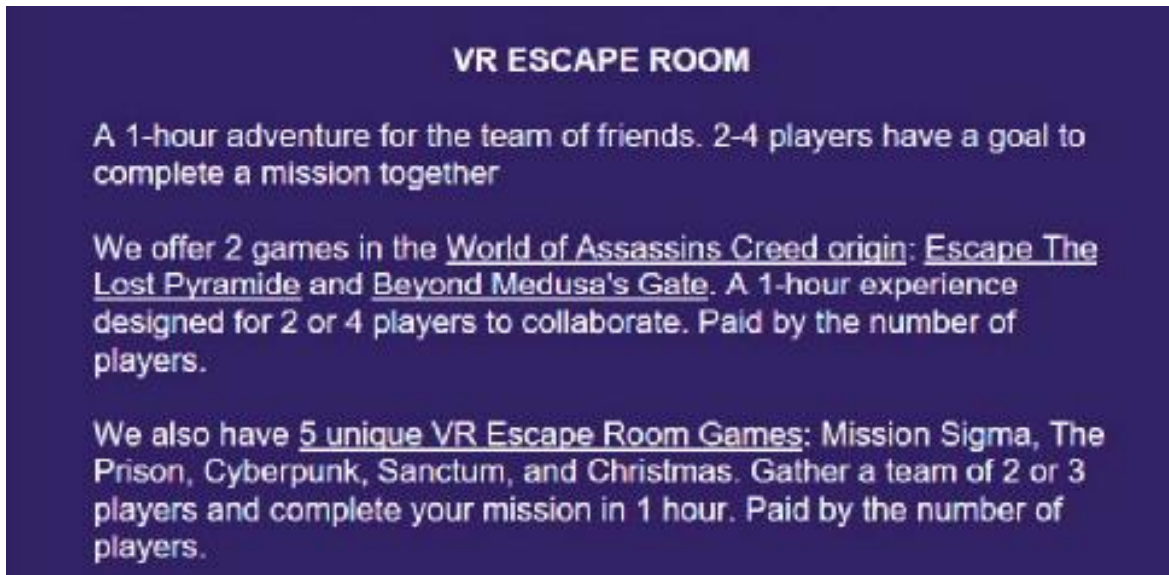 VR ESCAPE ROOM
A 1-hour adventure for the team of friends. 2-4 players have a goal to
complete a mission together
We offer 2 games in the World of Assassins Creed origin: Escape The
Lost Pyramide and Beyond Medusa's Gate. A 1-hour experience
designed for 2 or 4 players to collaborate. Paid by the number of
players.
We also have 5 unique VR Escape Room Games: Mission Sigma, The
Prison, Cyberpunk, Sanctum, and Christmas. Gather a team of 2 or 3
players and complete your mission in 1 hour. Paid by the number of
players.